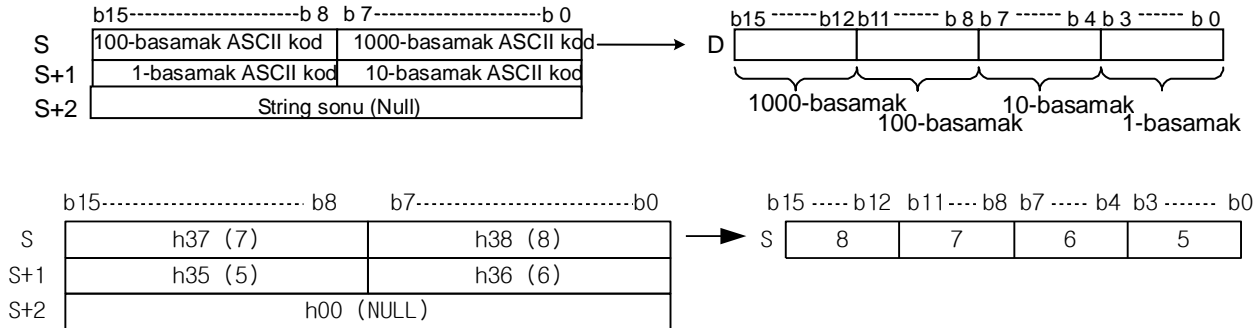 b15-----------------------b 8 b 7-----------------------b 0
S 100-basamak ASCII kod 1000-basamak ASCII kod
S+1 1-basamak ASCII kod 10-basamak ASCII kod
S+2 String sonu (Null)
b15 ------ b12 b11 ----- b 8 b 7 ------ b 4 b 3 ------ b 0
D
1000-basamak 100-basamak 10-basamak 1-basamak
b15----------------------- b8 b7-----------------------b0
S h37 (7) h38 (8)
S+1 h35 (5) h36 (6)
S+2 h00 (NULL)
b15 ----- b12 b11---- b8 b7 ----- b4 b3 ------ b0
S 8 7 6 5